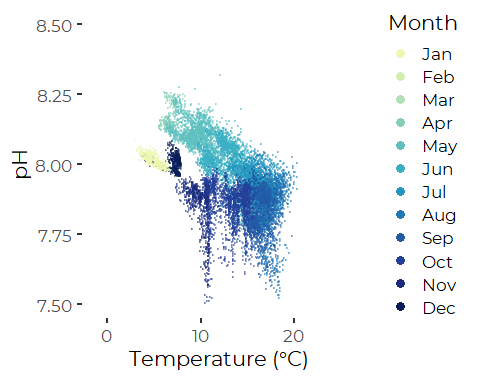 8.50
8.25
8.00
7.75
7.50
pH
0 10 20
Temperature (°C)
Month
Jan
Feb
Mar
Apr
May
Jun
Jul
Aug
Sep
Oct
Nov
Dec